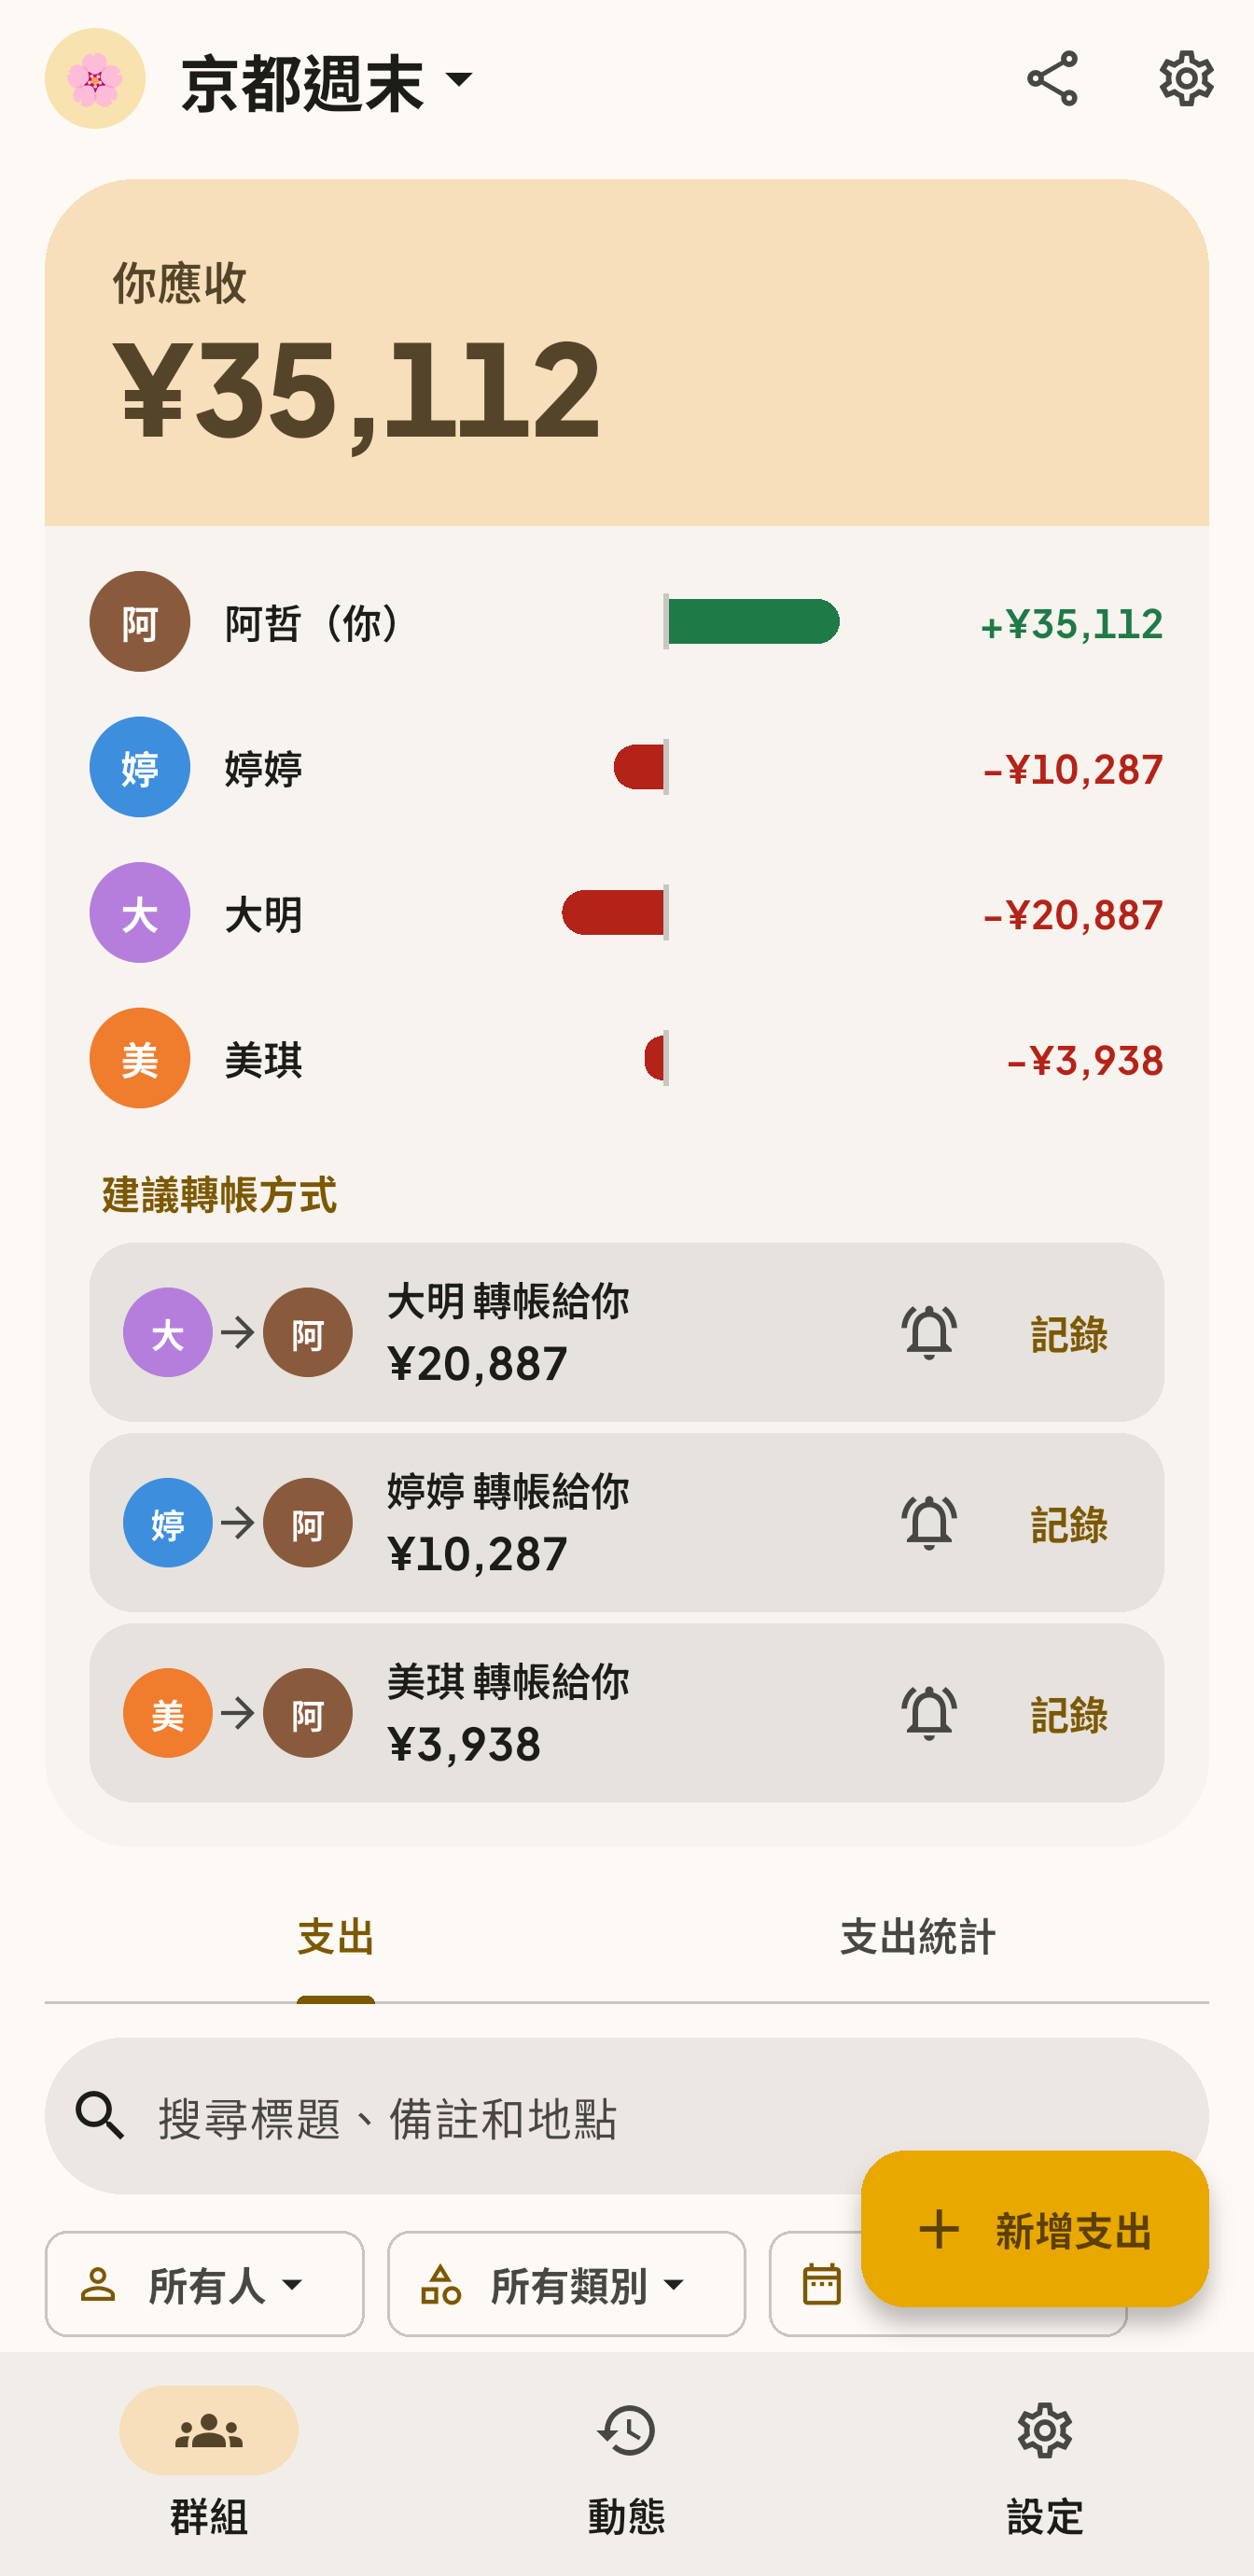 京都週末
你應收
¥35,112
阿 阿哲（你） +¥35,112
婷 婷婷 -¥10,287
大 大明 -¥20,887
美 美琪 -¥3,938
建議轉帳方式
大 阿 大明 轉帳給你 記錄
¥20,887
婷 阿 婷婷 轉帳給你 記錄
¥10,287
美 阿 美琪 轉帳給你 記錄
¥3,938
支出 支出統計
搜尋標題、備註和地點
新增支出
所有人 所有類別
群組 動態 設定